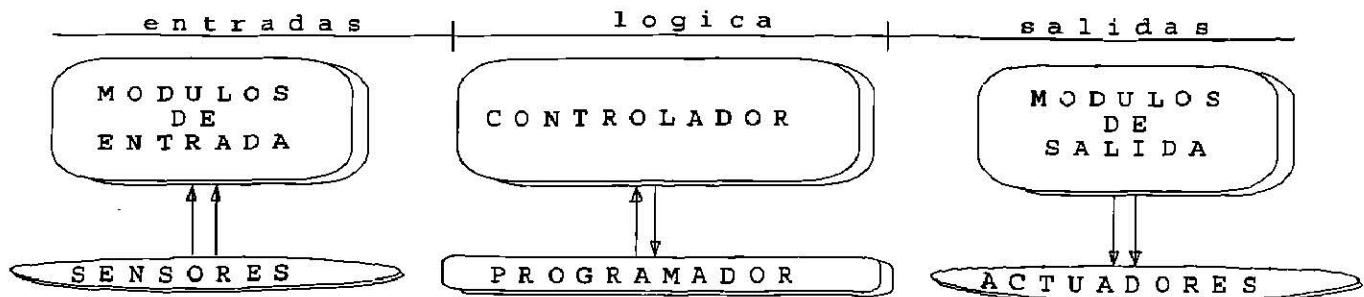 entradas
logica
salidas
MODULOS
DE
ENTRADA
CONTROLADOR
MODULOS
DE
SALIDA
SENSORES
PROGRAMADOR
ACTUADORES